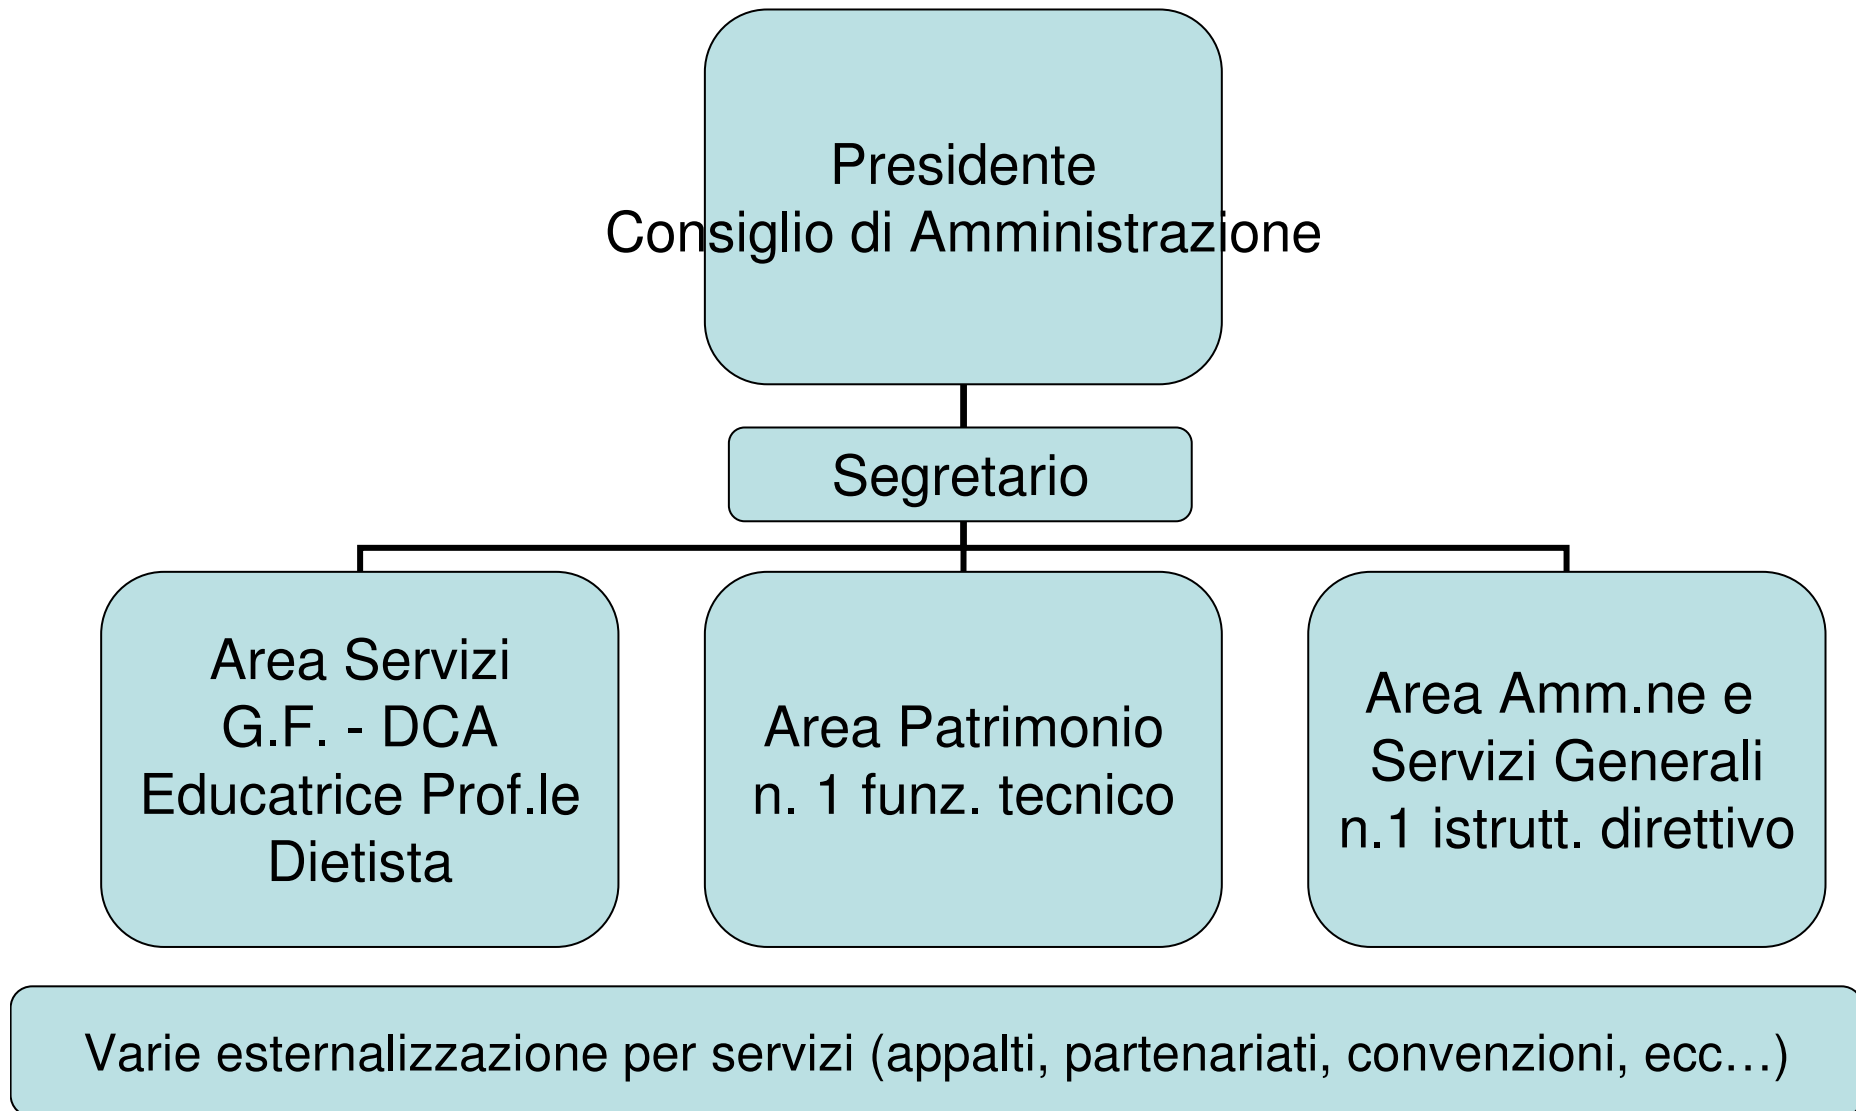 Presidente
Consiglio di Amministrazione
Segretario
Area Servizi
G.F. - DCA
Educatrice Prof.le
Dietista
Area Patrimonio
n. 1 funz. tecnico
Area Amm.ne e
Servizi Generali
n.1 istrutt. direttivo
Varie esternalizzazione per servizi (appalti, partenariati, convenzioni, ecc…)